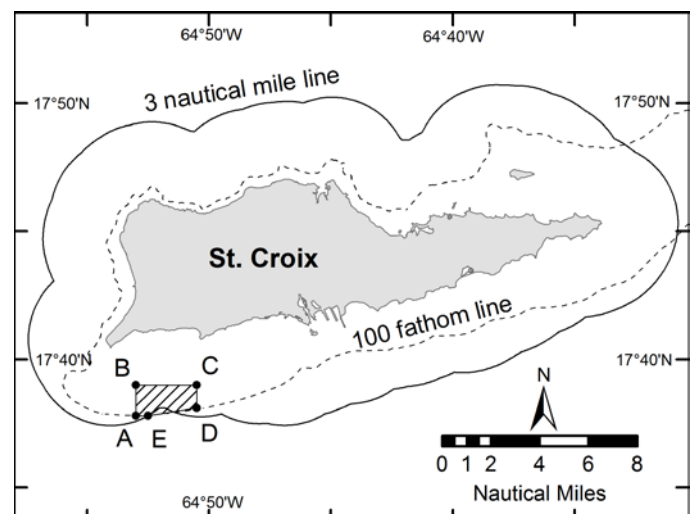 64°50'W 64°40'W
17°50'N 3 nautical mile line 17°50'N
St. Croix
100 fathom line
17°40'N 17°40'N
B C
A E D
N
0 1 2 4 6 8
Nautical Miles
64°50'W